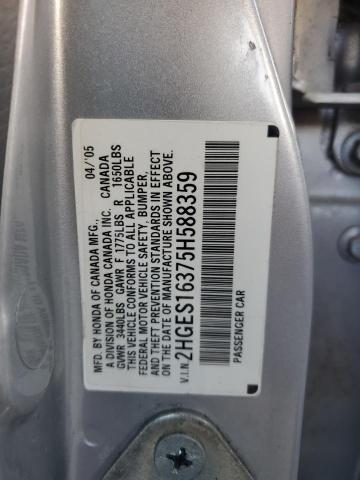 MFD. BY HONDA OF CANADA MFG., 04/'05
A DIVISION OF HONDA CANADA INC. CANADA
GVWR 3440LBS GAWR F 1775LBS R 1650LBS
THIS VEHICLE CONFORMS TO ALL APPLICABLE
FEDERAL MOTOR VEHICLE SAFETY, BUMPER,
AND THEFT PREVENTION STANDARDS IN EFFECT
ON THE DATE OF MANUFACTURE SHOWN ABOVE.
V.I.N. 2HGES16375H588359
PASSENGER CAR